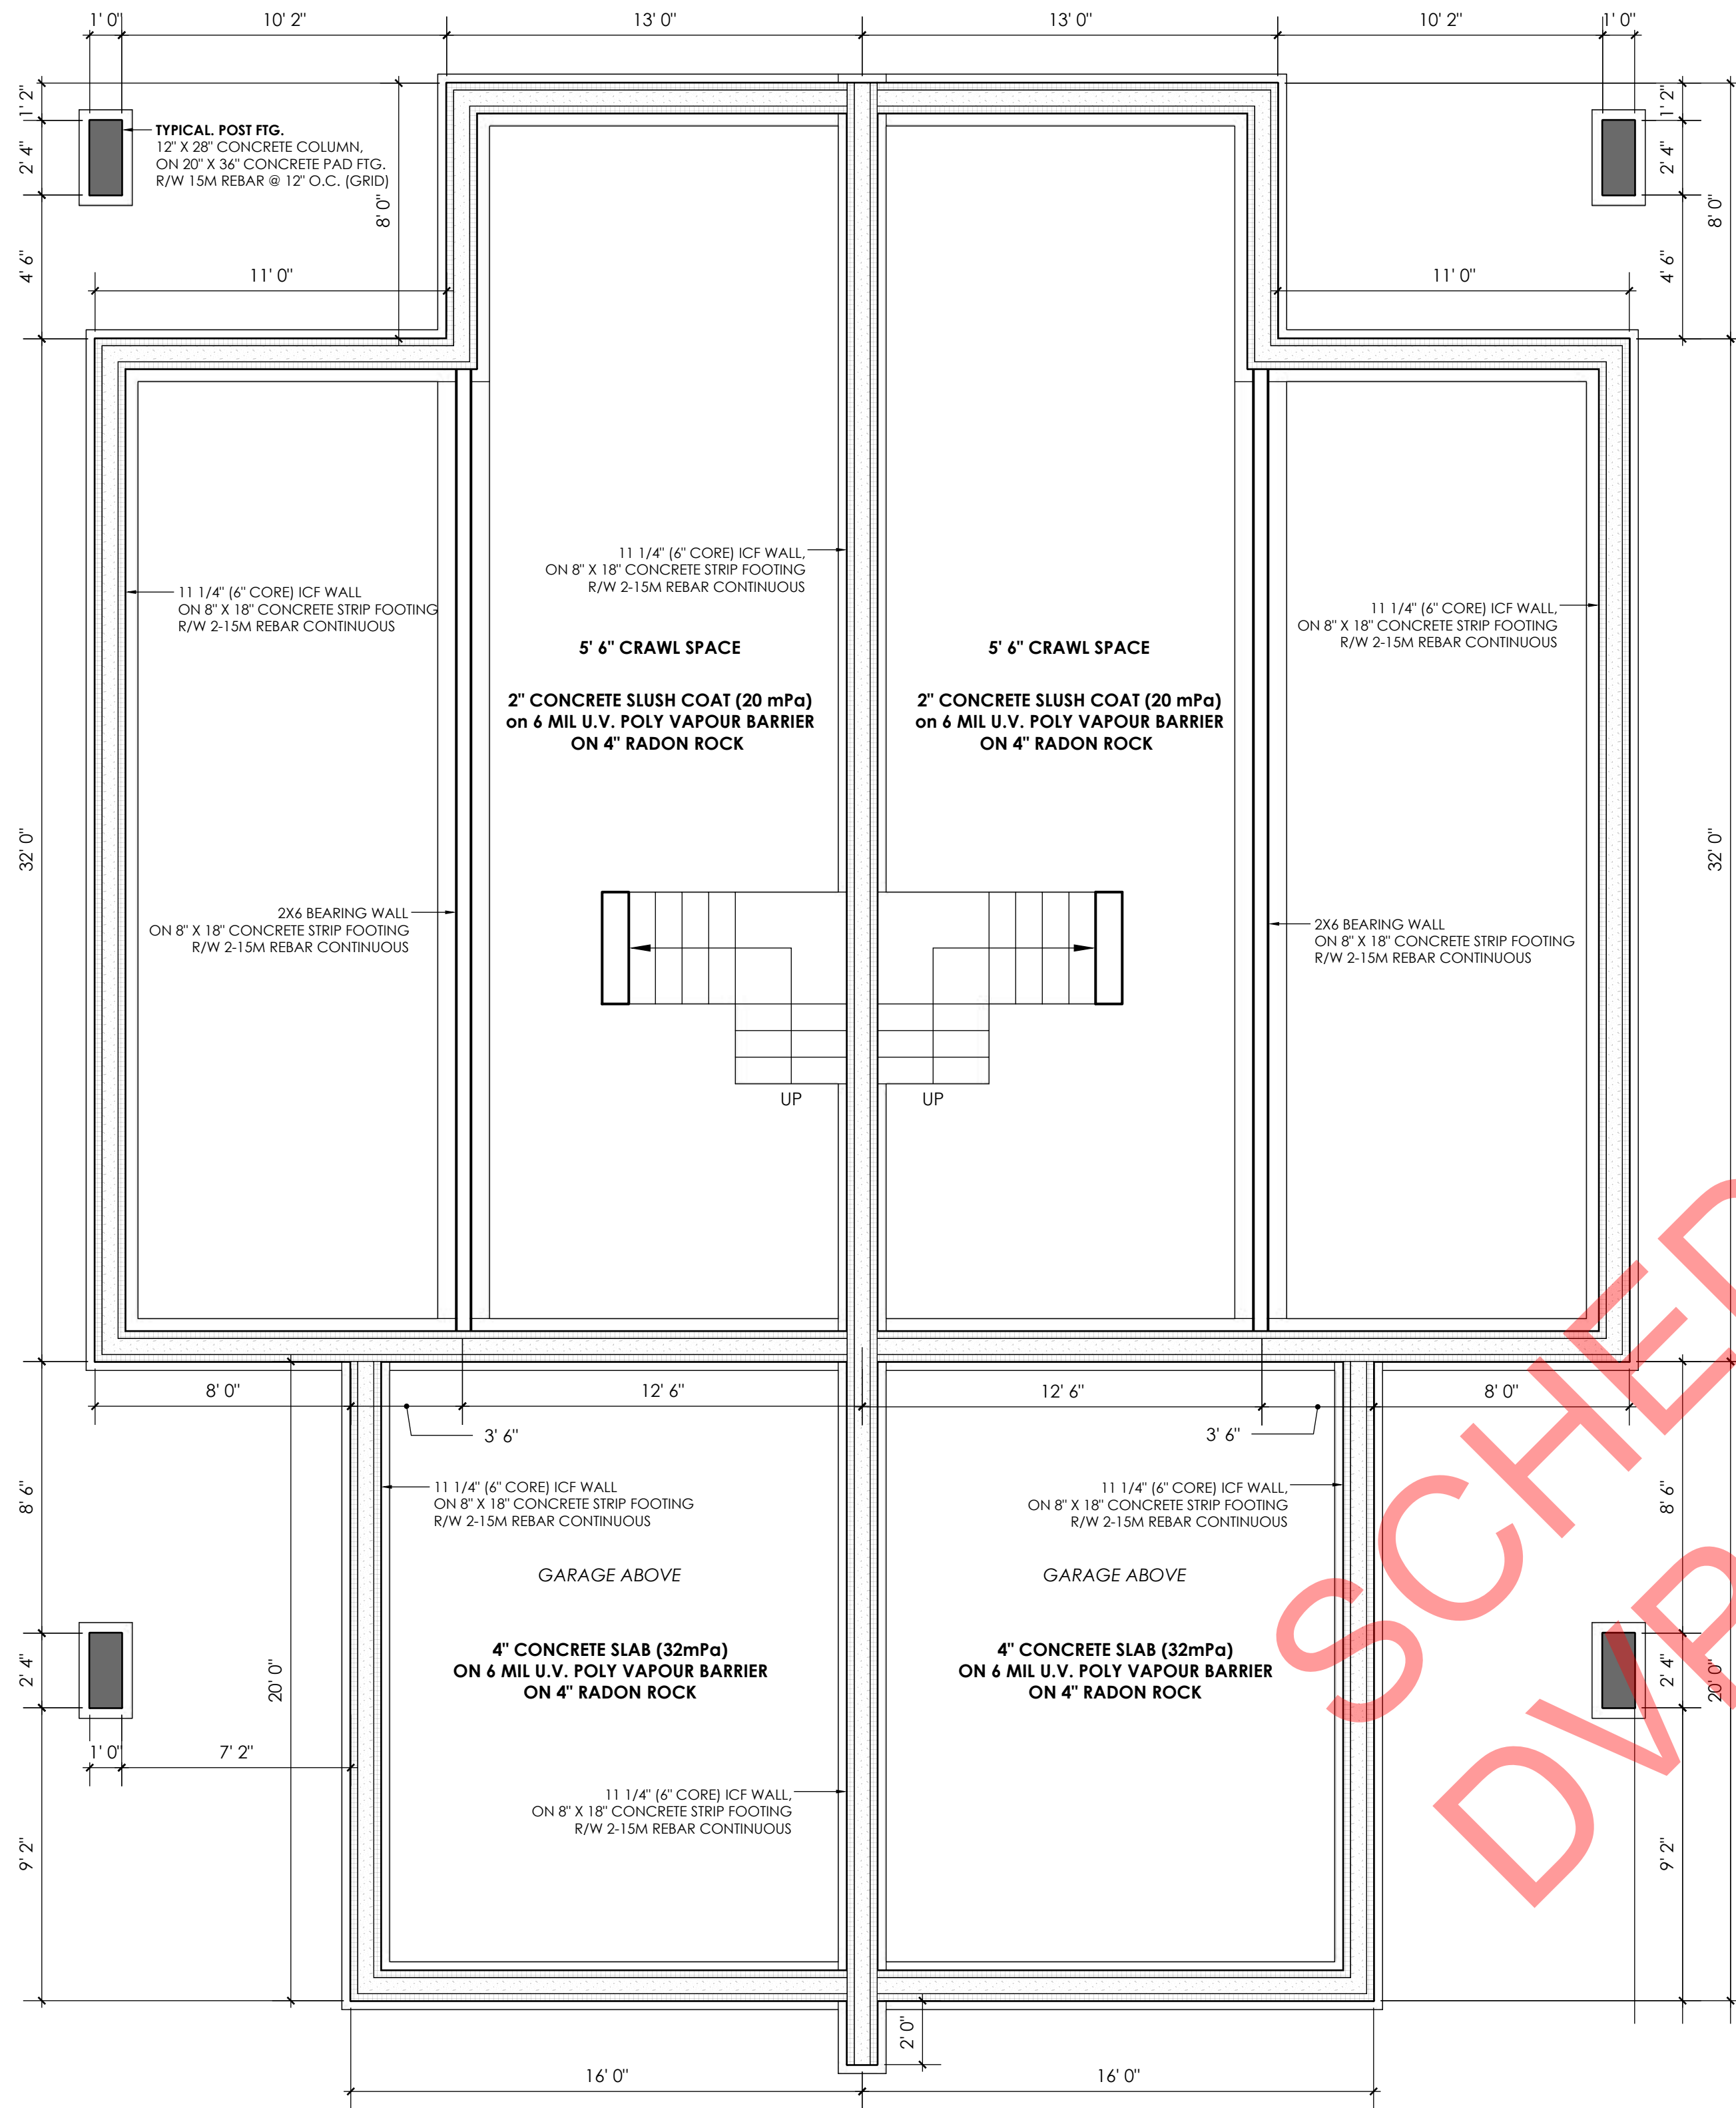 1' 0" 10' 2" 13' 0" 13' 0" 10' 2" 1' 0"
1' 2"
2' 4"
4' 6"
8' 0"
TYPICAL. POST FTG.
12" X 28" CONCRETE COLUMN,
ON 20" X 36" CONCRETE PAD FTG.
R/W 15M REBAR @ 12" O.C. (GRID)
1' 2"
2' 4"
4' 6"
8' 0"
11' 0"
11' 0"
32' 0"
32' 0"
11 1/4" (6" CORE) ICF WALL
ON 8" X 18" CONCRETE STRIP FOOTING
R/W 2-15M REBAR CONTINUOUS
11 1/4" (6" CORE) ICF WALL,
ON 8" X 18" CONCRETE STRIP FOOTING
R/W 2-15M REBAR CONTINUOUS
11 1/4" (6" CORE) ICF WALL,
ON 8" X 18" CONCRETE STRIP FOOTING
R/W 2-15M REBAR CONTINUOUS
5' 6" CRAWL SPACE
2" CONCRETE SLUSH COAT (20 mPa)
on 6 MIL U.V. POLY VAPOUR BARRIER
ON 4" RADON ROCK
5' 6" CRAWL SPACE
2" CONCRETE SLUSH COAT (20 mPa)
on 6 MIL U.V. POLY VAPOUR BARRIER
ON 4" RADON ROCK
2X6 BEARING WALL
ON 8" X 18" CONCRETE STRIP FOOTING
R/W 2-15M REBAR CONTINUOUS
2X6 BEARING WALL
ON 8" X 18" CONCRETE STRIP FOOTING
R/W 2-15M REBAR CONTINUOUS
UP
UP
8' 0" 12' 6" 12' 6" 8' 0"
3' 6" 3' 6"
11 1/4" (6" CORE) ICF WALL
ON 8" X 18" CONCRETE STRIP FOOTING
R/W 2-15M REBAR CONTINUOUS
11 1/4" (6" CORE) ICF WALL,
ON 8" X 18" CONCRETE STRIP FOOTING
R/W 2-15M REBAR CONTINUOUS
GARAGE ABOVE
GARAGE ABOVE
4" CONCRETE SLAB (32mPa)
ON 6 MIL U.V. POLY VAPOUR BARRIER
ON 4" RADON ROCK
4" CONCRETE SLAB (32mPa)
ON 6 MIL U.V. POLY VAPOUR BARRIER
ON 4" RADON ROCK
8' 6"
2' 4"
9' 2"
20' 0"
1' 0" 7' 2"
8' 6"
2' 4"
9' 2"
20' 0"
11 1/4" (6" CORE) ICF WALL,
ON 8" X 18" CONCRETE STRIP FOOTING
R/W 2-15M REBAR CONTINUOUS
2' 0"
16' 0" 16' 0"